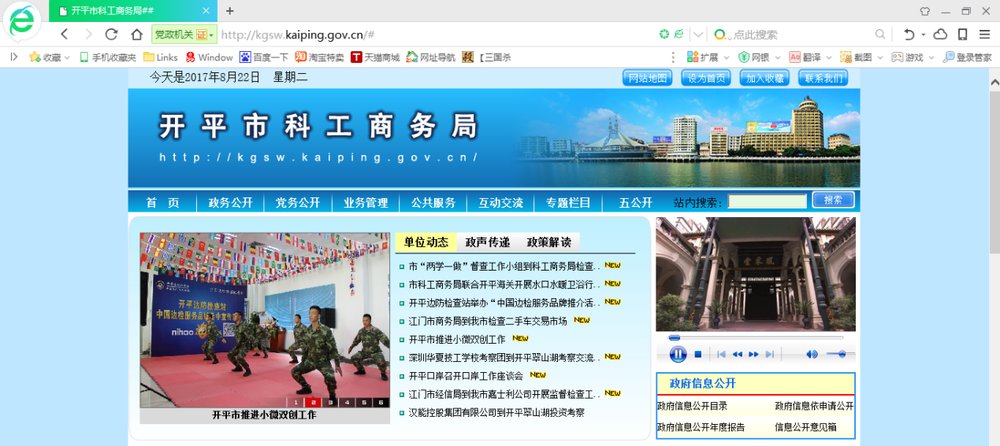 开平市科工商务局##
党政机关 证 http://kgsw.kaiping.gov.cn/# 点此搜索
收藏 手机收藏夹 Links Window 百度一下 淘宝特卖 天猫商城 网址导航 【三国杀 扩展 网银 翻译 截图 游戏 登录管家
今天是2017年8月22日 星期二 网站地图 设为首页 加入收藏 联系我们
开平市科工商务局
http://kgsw.kaiping.gov.cn/
首 页 政务公开 党务公开 业务管理 公共服务 互动交流 专题栏目 五公开 站内搜索: 搜索
开平边防检查站
中国边检服务品
nihao
1 2 3 4 5 6
开平市推进小微双创工作
单位动态 政声传递 政策解读
市“两学一做”督查工作小组到科工商务局检查.. NEW
市科工商务局联合开平海关开展水口水暖卫浴行.. NEW
开平边防检查站举办“中国边检服务品牌推介活.. NEW
江门市商务局到我市检查二手车交易市场 NEW
开平市推进小微双创工作 NEW
深圳华夏技工学校考察团到开平翠山湖考察交流.. NEW
开平口岸召开口岸工作座谈会 NEW
江门市经信局到我市嘉士利公司开展监督检查工.. NEW
汉能控股集团有限公司到开平翠山湖投资考察
政府信息公开
政府信息公开目录 政府信息依申请公开
政府信息公开年度报告 信息公开意见箱